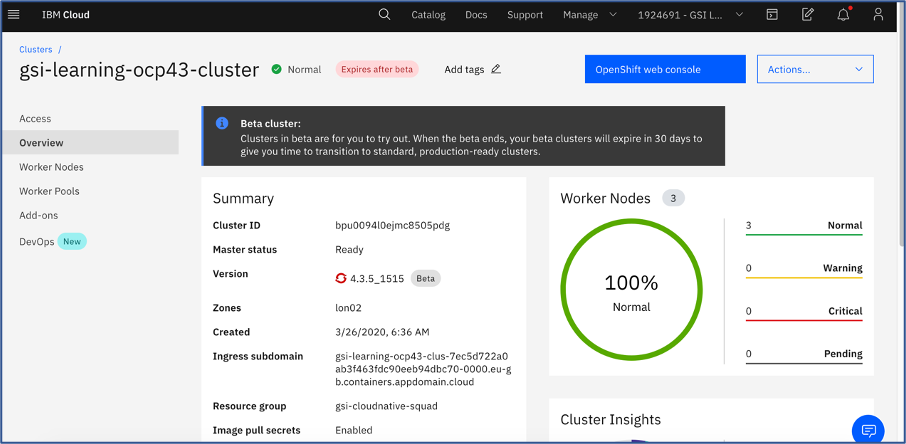 IBM Cloud Catalog Docs Support Manage 1924691 - GSI L...
Clusters /
gsi-learning-ocp43-cluster Normal Expires after beta Add tags OpenShift web console Actions...
Access
Overview
Worker Nodes
Worker Pools
Add-ons
DevOps New
Beta cluster:
Clusters in beta are for you to try out. When the beta ends, your beta clusters will expire in 30 days to
give you time to transition to standard, production-ready clusters.
Summary
Cluster ID bpu0094l0ejmc8505pdg
Master status Ready
Version 4.3.5_1515 Beta
Zones lon02
Created 3/26/2020, 6:36 AM
Ingress subdomain gsi-learning-ocp43-clus-7ec5d722a0
ab3f463fdc90eeb94dbc70-0000.eu-g
b.containers.appdomain.cloud
Resource group gsi-cloudnative-squad
Image pull secrets Enabled
Worker Nodes 3
100%
Normal
3 Normal
0 Warning
0 Critical
0 Pending
Cluster Insights